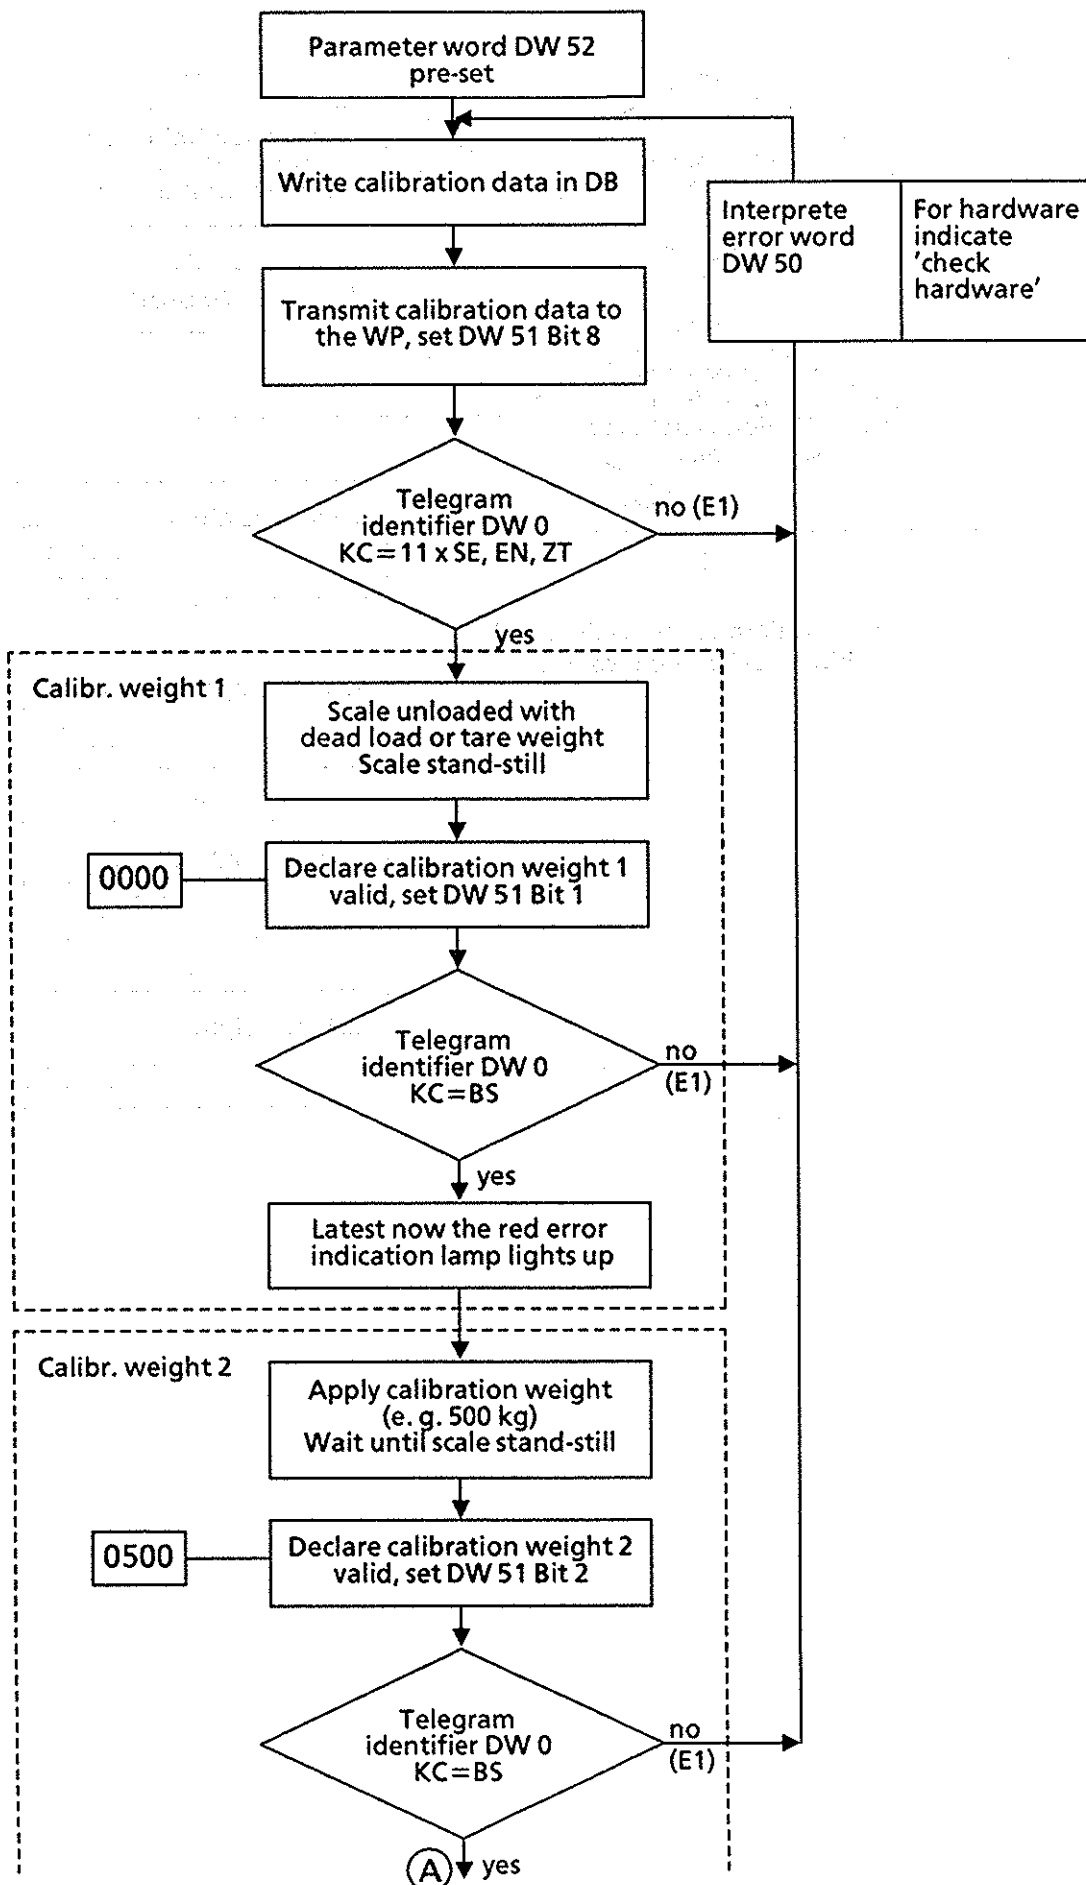 Parameter word DW 52
pre-set
Write calibration data in DB
Interprete
error word
DW 50
For hardware
indicate
'check
hardware'
Transmit calibration data to
the WP, set DW 51 Bit 8
Telegram
identifier DW 0
KC=11 x SE, EN, ZT
no (E1)
yes
Calibr. weight 1
Scale unloaded with
dead load or tare weight
Scale stand-still
0000
Declare calibration weight 1
valid, set DW 51 Bit 1
Telegram
identifier DW 0
KC=BS
no
(E1)
yes
Latest now the red error
indication lamp lights up
Calibr. weight 2
Apply calibration weight
(e. g. 500 kg)
Wait until scale stand-still
0500
Declare calibration weight 2
valid, set DW 51 Bit 2
Telegram
identifier DW 0
KC=BS
no
(E1)
A
yes